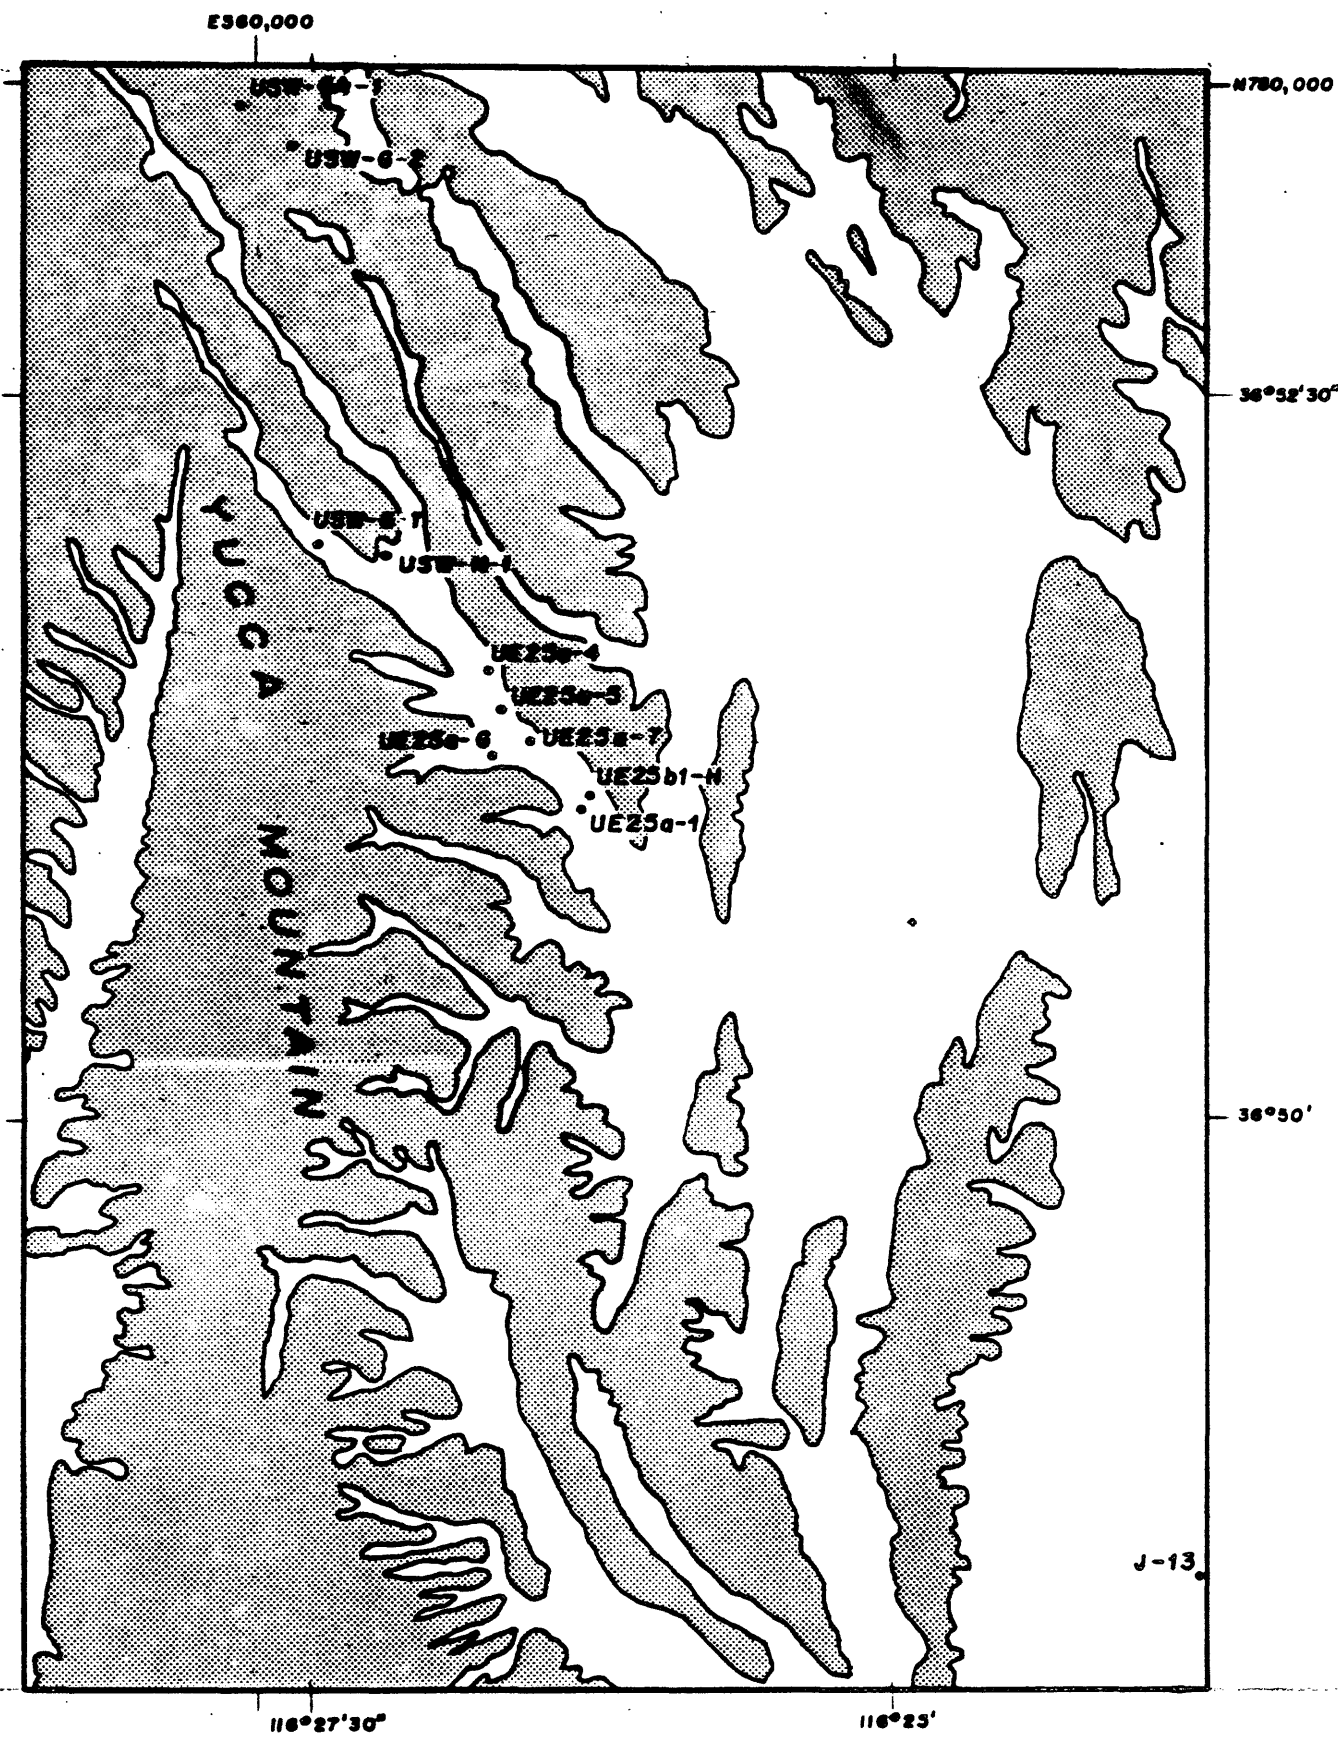 E560,000
N780,000
USW-G-2
36°52'30"
USW-G-1
USW-H-1
YUCCA
UE25a-4
UE25a-5
UE25a-6
UE25a-7
UE25b1-H
UE25a-1
MOUNTAIN
36°50'
J-13
116°27'30"
116°25'